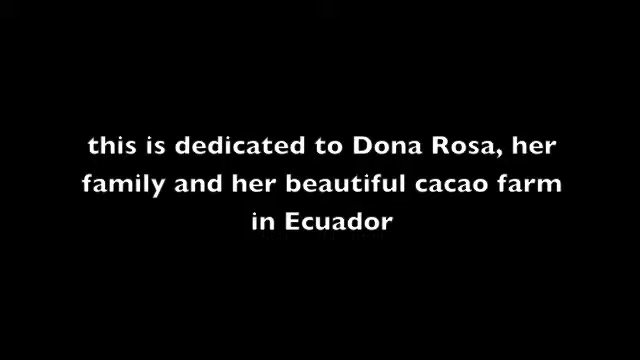 this is dedicated to Dona Rosa, her
family and her beautiful cacao farm
in Ecuador